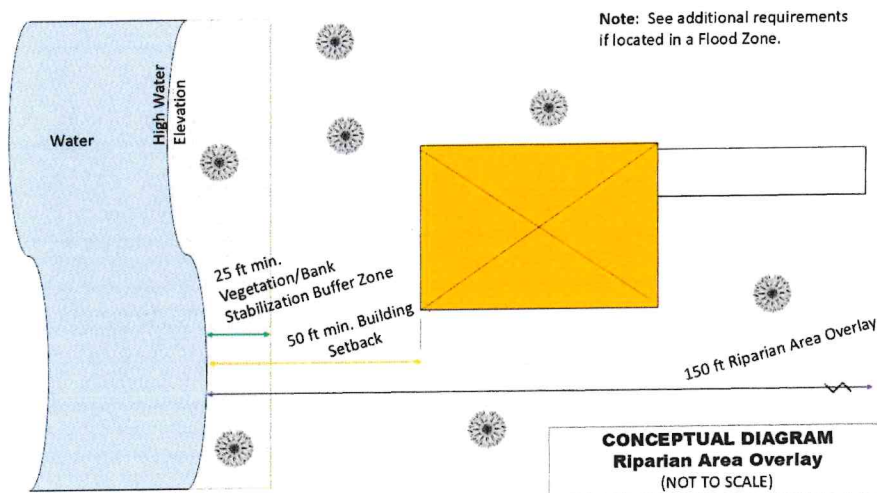 Note: See additional requirements
if located in a Flood Zone.
Water
High Water
Elevation
25 ft min.
Vegetation/Bank
Stabilization Buffer Zone
50 ft min. Building
Setback
150 ft Riparian Area Overlay
CONCEPTUAL DIAGRAM
Riparian Area Overlay
(NOT TO SCALE)